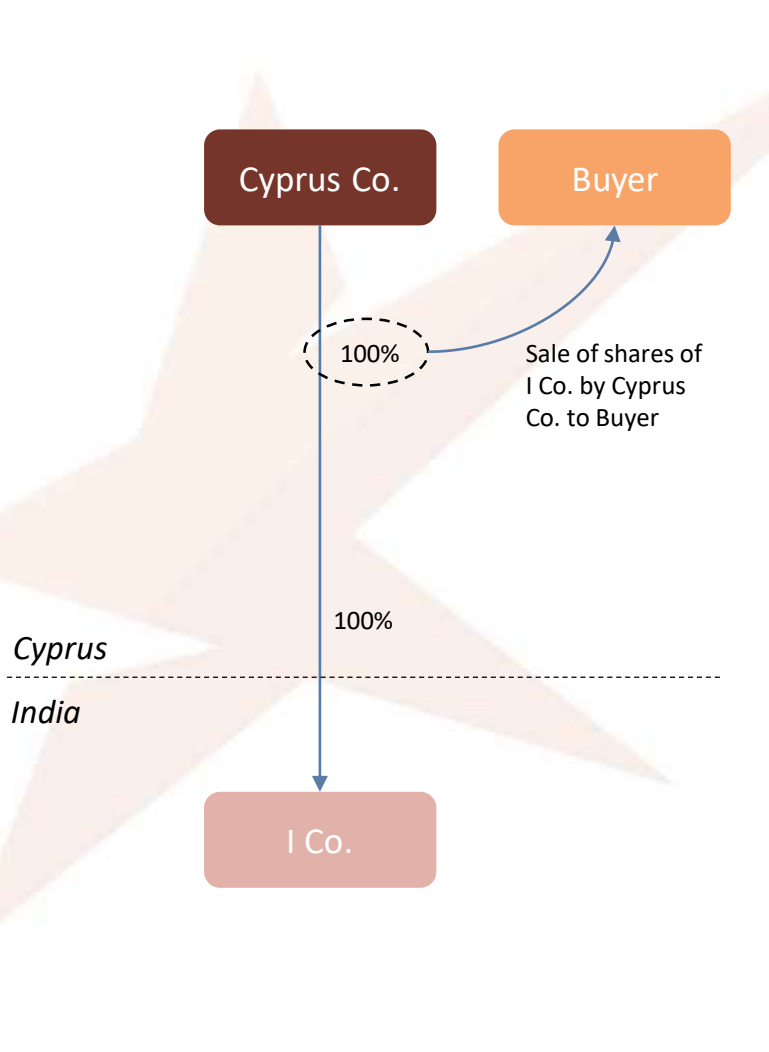 Cyprus Co.
Buyer
100%
Sale of shares of
I Co. by Cyprus
Co. to Buyer
100%
Cyprus
India
I Co.